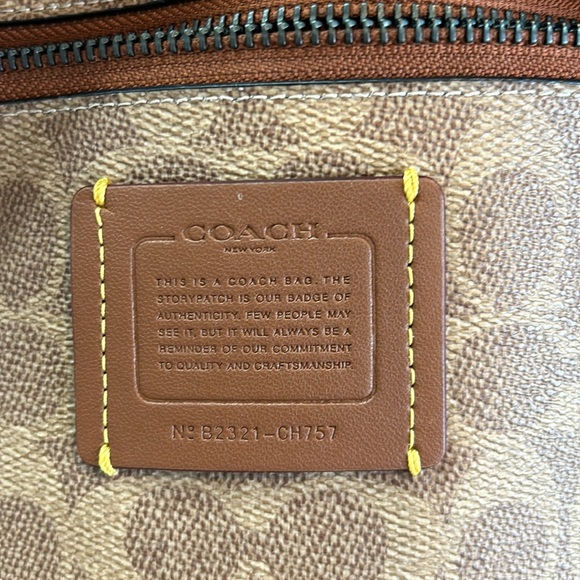 COACH
NEW YORK
THIS IS A COACH BAG. THE
STORYPATCH IS OUR BADGE OF
AUTHENTICITY. FEW PEOPLE MAY
SEE IT, BUT IT WILL ALWAYS BE A
REMINDER OF OUR COMMITMENT
TO QUALITY AND CRAFTSMANSHIP.
Nº B2321-CH757